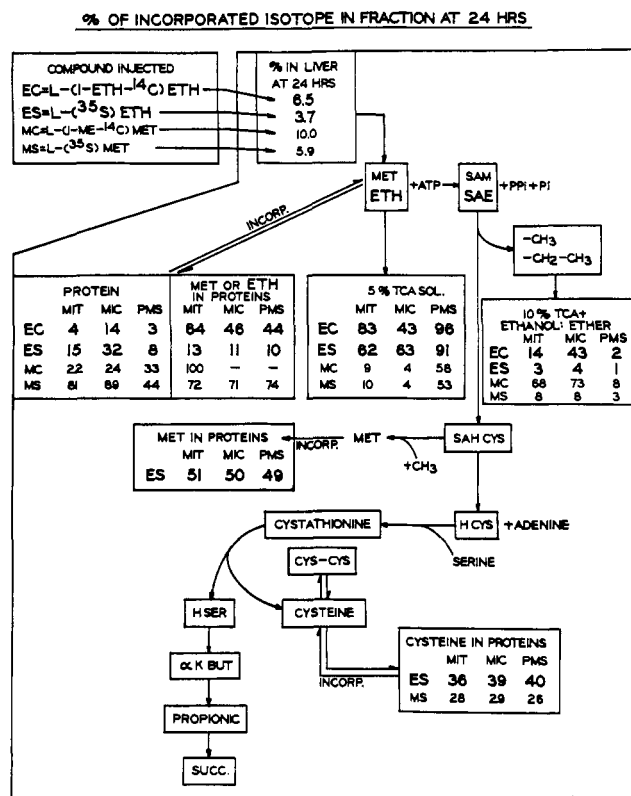 % OF INCORPORATED ISOTOPE IN FRACTION AT 24 HRS
COMPOUND INJECTED
EC=L-(1-ETH-¹⁴C) ETH
ES=L-(³⁵S) ETH
MC=L-(1-ME-¹⁴C) MET
MS=L-(³⁵S) MET
% IN LIVER
AT 24 HRS
6.5
3.7
10.0
5.9
MET
ETH
+ATP
SAM
SAE
+PPi+Pi
INCORP.
-CH3
-CH2-CH3
PROTEIN
MIT MIC PMS
EC 4 14 3
ES 15 32 8
MC 22 24 33
MS 81 89 44
MET OR ETH
IN PROTEINS
MIT MIC PMS
64 46 44
13 11 10
100 - -
72 71 74
5% TCA SOL.
MIT MIC PMS
EC 83 43 96
ES 82 63 91
MC 9 4 58
MS 10 4 53
10% TCA+
ETHANOL: ETHER
MIT MIC PMS
EC 14 43 2
ES 3 4 1
MC 68 73 8
MS 8 8 3
MET IN PROTEINS
MIT MIC PMS
ES 51 50 49
INCORP.
MET
+CH3
SAH CYS
CYSTATHIONINE
H CYS
+ADENINE
SERINE
CYS-CYS
H SER
CYSTEINE
∝ K BUT
INCORP.
CYSTEINE IN PROTEINS
MIT MIC PMS
ES 36 39 40
MS 28 29 26
PROPIONIC
SUCC.